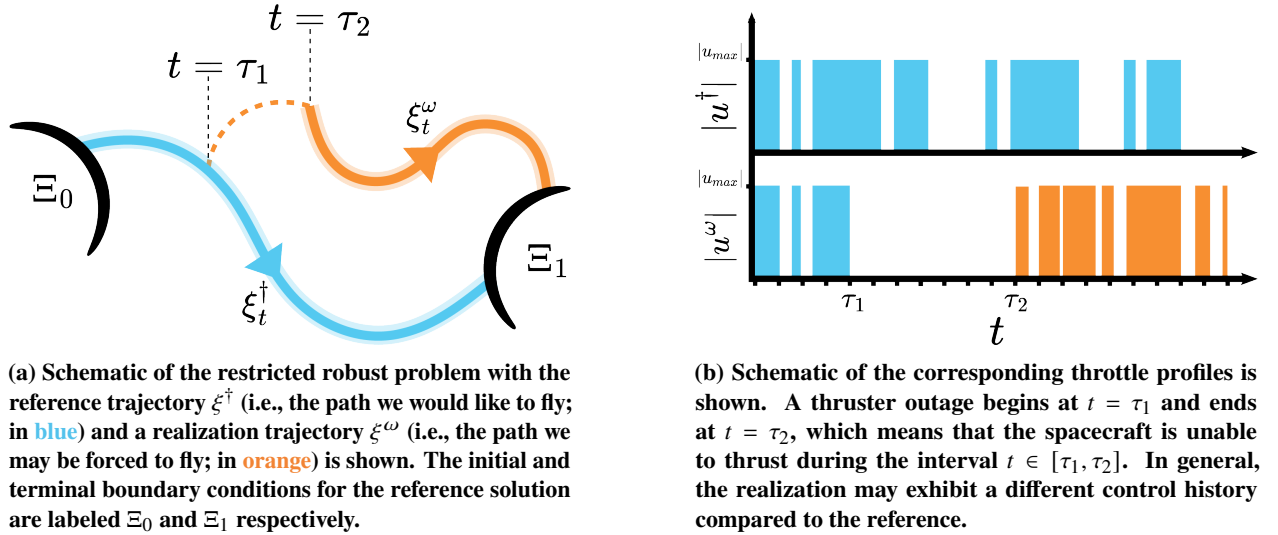 t = τ₂
t = τ₁
ξₜ^ω
Ξ₀
Ξ₁
ξₜ^†
(a) Schematic of the restricted robust problem with the
reference trajectory ξ^† (i.e., the path we would like to fly;
in blue) and a realization trajectory ξ^ω (i.e., the path we
may be forced to fly; in orange) is shown. The initial and
terminal boundary conditions for the reference solution
are labeled Ξ₀ and Ξ₁ respectively.
|u_{max}|
|u^†|
|u_{max}|
|u^ω|
τ₁ τ₂
t
(b) Schematic of the corresponding throttle profiles is
shown. A thruster outage begins at t = τ₁ and ends
at t = τ₂, which means that the spacecraft is unable
to thrust during the interval t ∈ [τ₁, τ₂]. In general,
the realization may exhibit a different control history
compared to the reference.